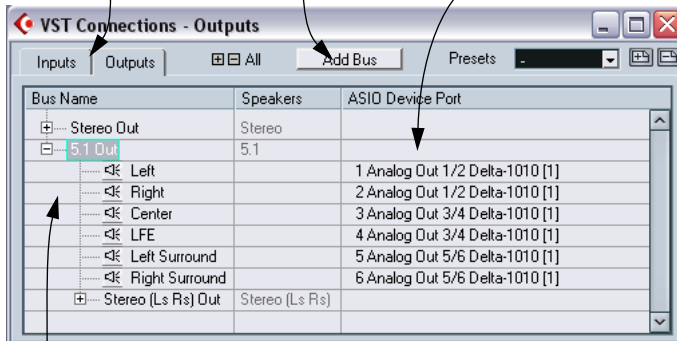 VST Connections - Outputs
Inputs Outputs All Add Bus Presets -
Bus Name Speakers ASIO Device Port
Stereo Out Stereo
5.1 Out 5.1
Left 1 Analog Out 1/2 Delta-1010 [1]
Right 2 Analog Out 1/2 Delta-1010 [1]
Center 3 Analog Out 3/4 Delta-1010 [1]
LFE 4 Analog Out 3/4 Delta-1010 [1]
Left Surround 5 Analog Out 5/6 Delta-1010 [1]
Right Surround 6 Analog Out 5/6 Delta-1010 [1]
Stereo (Ls Rs) Out Stereo (Ls Rs)